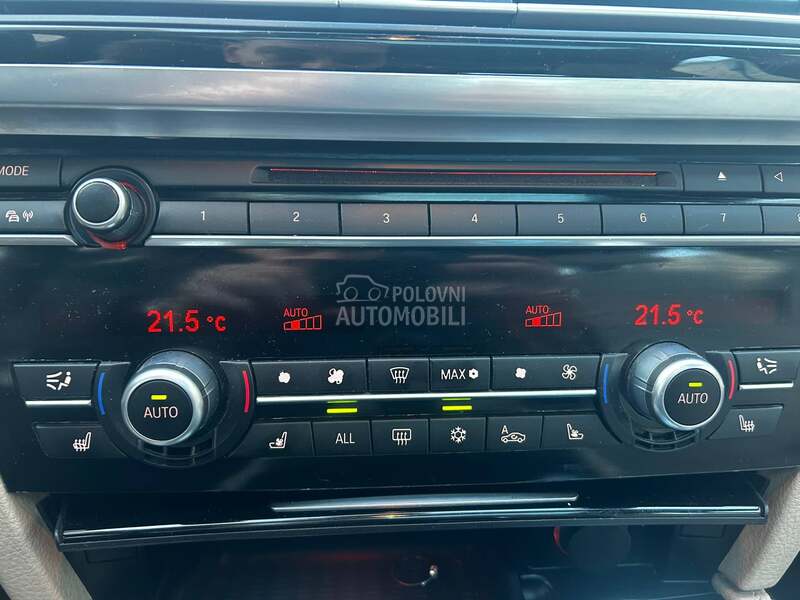 MODE
1 2 3 4 5 6 7 8
POLOVNI
AUTOMOBILI
21.5 °C AUTO AUTO 21.5 °C
MAX
AUTO AUTO
ALL A